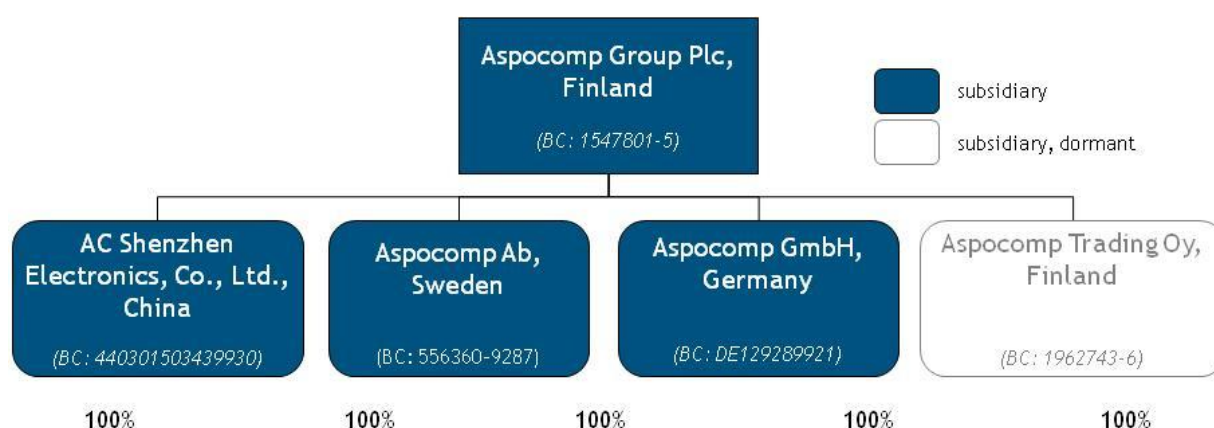 Aspocomp Group Plc,
Finland
(BC: 1547801-5)
subsidiary
subsidiary, dormant
AC Shenzhen
Electronics, Co., Ltd.,
China
(BC: 440301503439930)
Aspocomp Ab,
Sweden
(BC: 556360-9287)
Aspocomp GmbH,
Germany
(BC: DE129289921)
Aspocomp Trading Oy,
Finland
(BC: 1962743-6)
100% 100% 100% 100% 100%